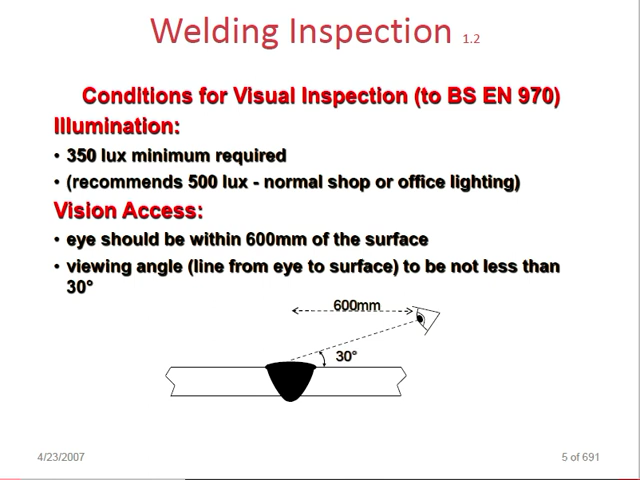 Welding Inspection 1.2
Conditions for Visual Inspection (to BS EN 970)
Illumination:
• 350 lux minimum required
• (recommends 500 lux - normal shop or office lighting)
Vision Access:
• eye should be within 600mm of the surface
• viewing angle (line from eye to surface) to be not less than
30°
600mm
30°
4/23/2007
5 of 691